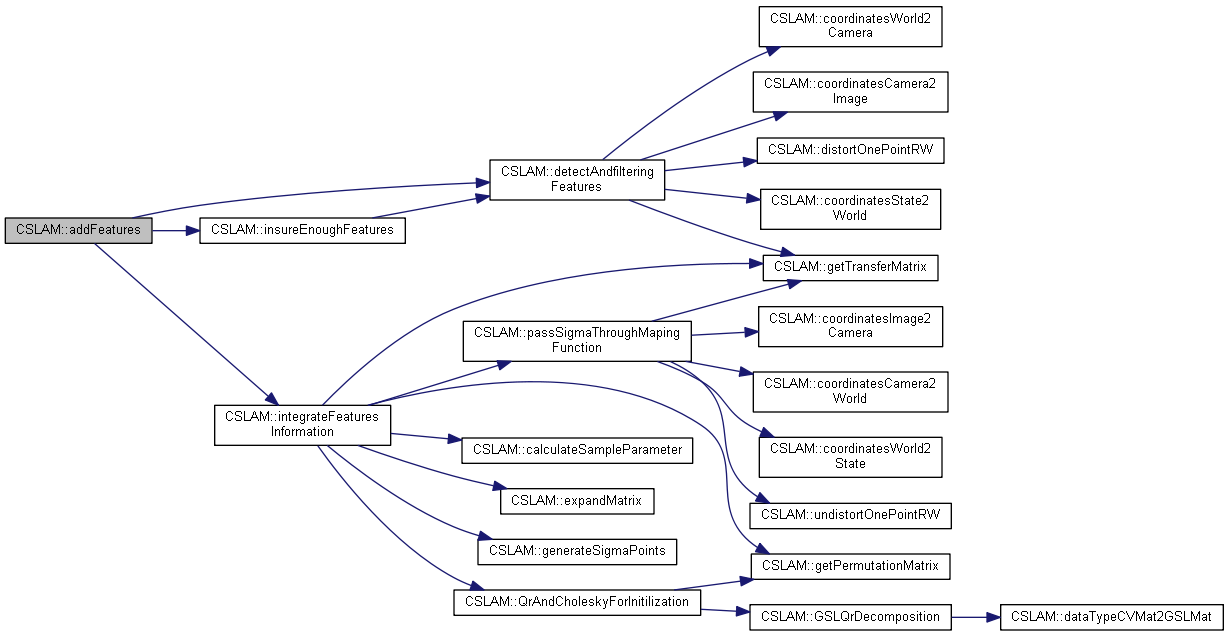 CSLAM::coordinatesWorld2
Camera
CSLAM::coordinatesCamera2
Image
CSLAM::distortOnePointRW
CSLAM::detectAndfiltering
Features
CSLAM::coordinatesState2
World
CSLAM::addFeatures
CSLAM::insureEnoughFeatures
CSLAM::getTransferMatrix
CSLAM::passSigmaThroughMaping
Function
CSLAM::coordinatesImage2
Camera
CSLAM::coordinatesCamera2
World
CSLAM::integrateFeatures
Information
CSLAM::calculateSampleParameter
CSLAM::coordinatesWorld2
State
CSLAM::expandMatrix
CSLAM::undistortOnePointRW
CSLAM::generateSigmaPoints
CSLAM::getPermutationMatrix
CSLAM::QrAndCholeskyForInitilization
CSLAM::GSLQrDecomposition
CSLAM::dataTypeCVMat2GSLMat